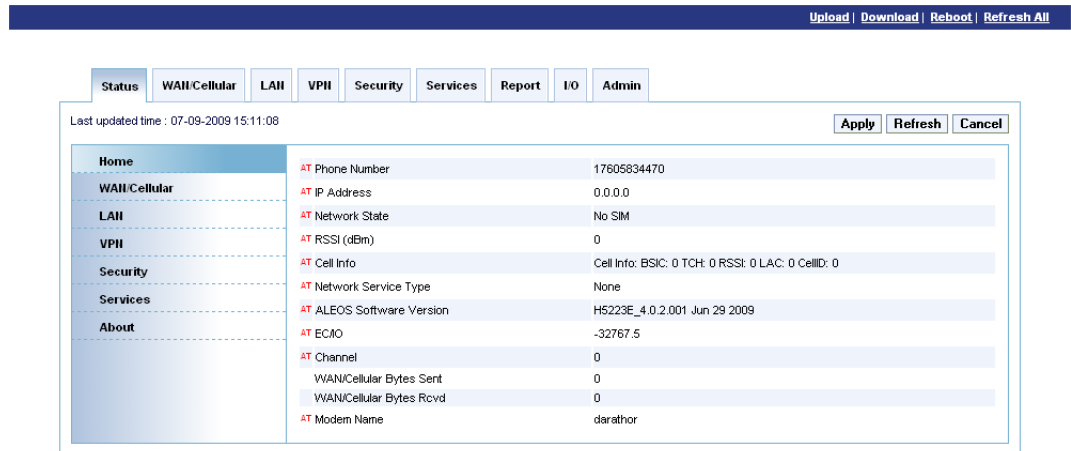 Upload | Download | Reboot | Refresh All
Status WAN/Cellular LAN VPN Security Services Report I/O Admin
Last updated time : 07-09-2009 15:11:08 Apply Refresh Cancel
Home
WAN/Cellular
LAN
VPN
Security
Services
About
AT Phone Number 17605834470
AT IP Address 0.0.0.0
AT Network State No SIM
AT RSSI (dBm) 0
AT Cell Info Cell Info: BSIC: 0 TCH: 0 RSSI: 0 LAC: 0 CellID: 0
AT Network Service Type None
AT ALEOS Software Version H5223E_4.0.2.001 Jun 29 2009
AT EC/IO -32767.5
AT Channel 0
WAN/Cellular Bytes Sent 0
WAN/Cellular Bytes Rcvd 0
AT Modem Name darathor